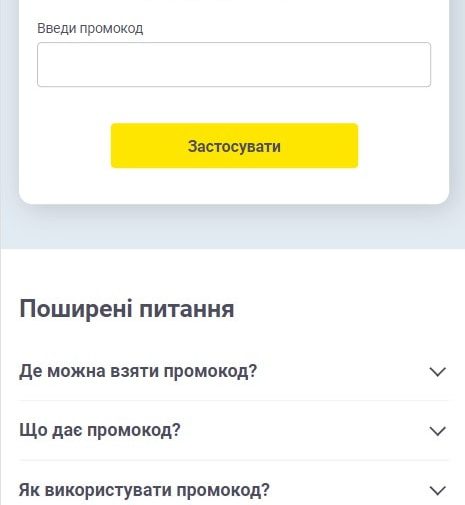 Введи промокод
Застосувати
Поширені питання
Де можна взяти промокод?
Що дає промокод?
Як використувати промокод?